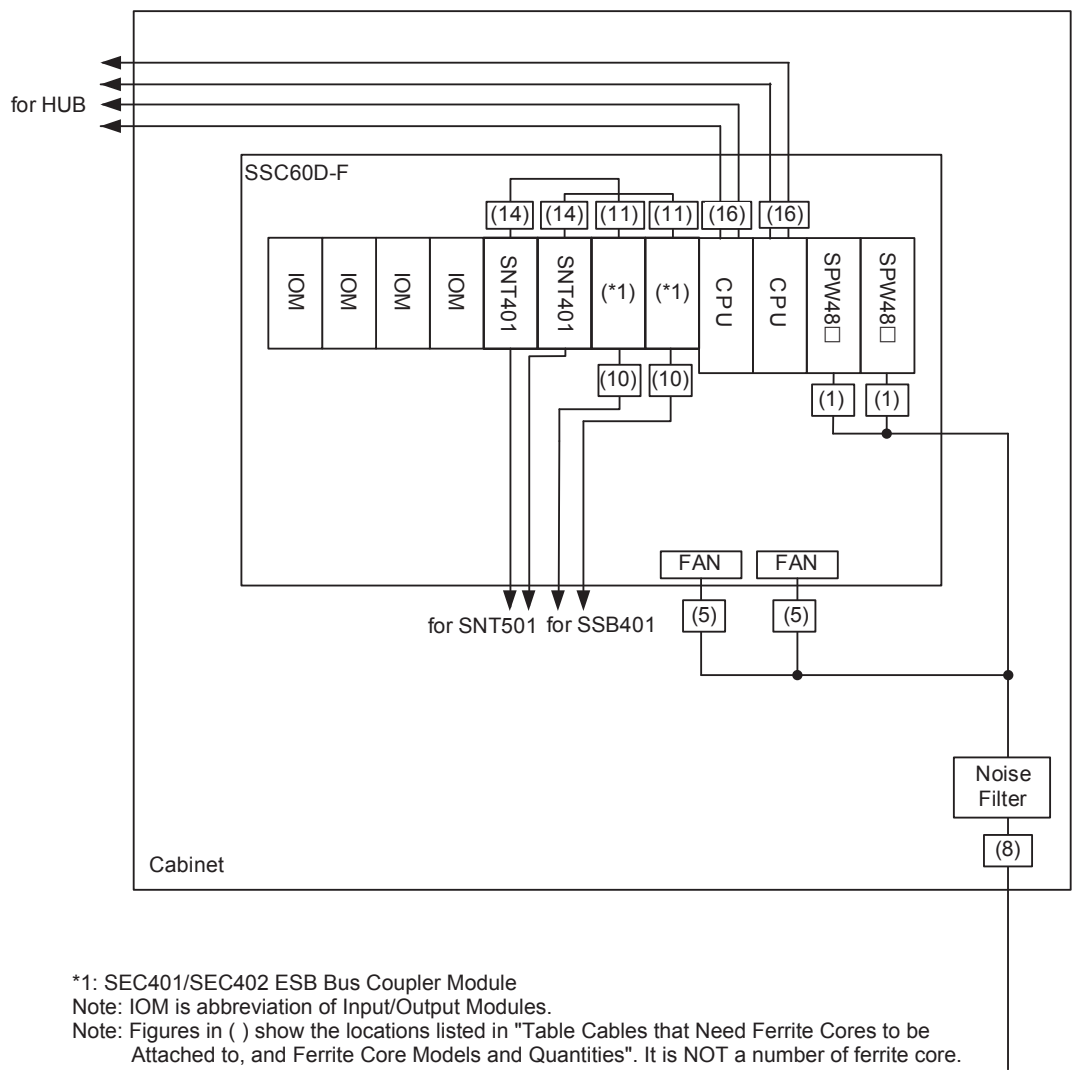 for HUB
SSC60D-F
(14) (14) (11) (11) (16) (16)
IOM
IOM
IOM
IOM
SNT401
SNT401
(*1)
(*1)
CPU
CPU
SPW48□
SPW48□
(10) (10)
(1) (1)
FAN FAN
(5) (5)
for SNT501 for SSB401
Noise
Filter
(8)
Cabinet
*1: SEC401/SEC402 ESB Bus Coupler Module
Note: IOM is abbreviation of Input/Output Modules.
Note: Figures in ( ) show the locations listed in "Table Cables that Need Ferrite Cores to be
Attached to, and Ferrite Core Models and Quantities". It is NOT a number of ferrite core.